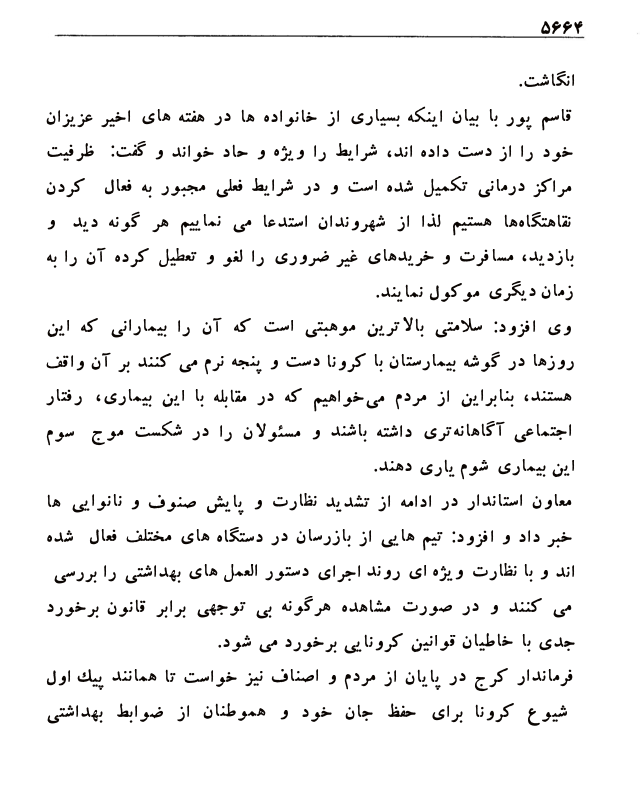 ۵۶۶۴
انگاشت.
قاسم پور با بیان اینکه بسیاری از خانواده ها در هفته های اخیر عزیزان
خود را از دست داده اند، شرایط را ویژه و حاد خواند و گفت: ظرفیت
مراکز درمانی تکمیل شده است و در شرایط فعلی مجبور به فعال کردن
نقاهتگاه‌ها هستیم لذا از شهروندان استدعا می نماییم هر گونه دید و
بازدید، مسافرت و خریدهای غیر ضروری را لغو و تعطیل کرده آن را به
زمان دیگری موکول نمایند.
وی افزود: سلامتی بالاترین موهبتی است که آن را بیمارانی که این
روزها در گوشه بیمارستان با کرونا دست و پنجه نرم می کنند بر آن واقف
هستند، بنابراین از مردم می‌خواهیم که در مقابله با این بیماری، رفتار
اجتماعی آگاهانه‌تری داشته باشند و مسئولان را در شکست موج سوم
این بیماری شوم یاری دهند.
معاون استاندار در ادامه از تشدید نظارت و پایش صنوف و نانوایی ها
خبر داد و افزود: تیم هایی از بازرسان در دستگاه های مختلف فعال شده
اند و با نظارت ویژه ای روند اجرای دستور العمل های بهداشتی را بررسی
می کنند و در صورت مشاهده هرگونه بی توجهی برابر قانون برخورد
جدی با خاطیان قوانین کرونایی برخورد می شود.
فرماندار کرج در پایان از مردم و اصناف نیز خواست تا همانند پیك اول
شیوع کرونا برای حفظ جان خود و هموطنان از ضوابط بهداشتی